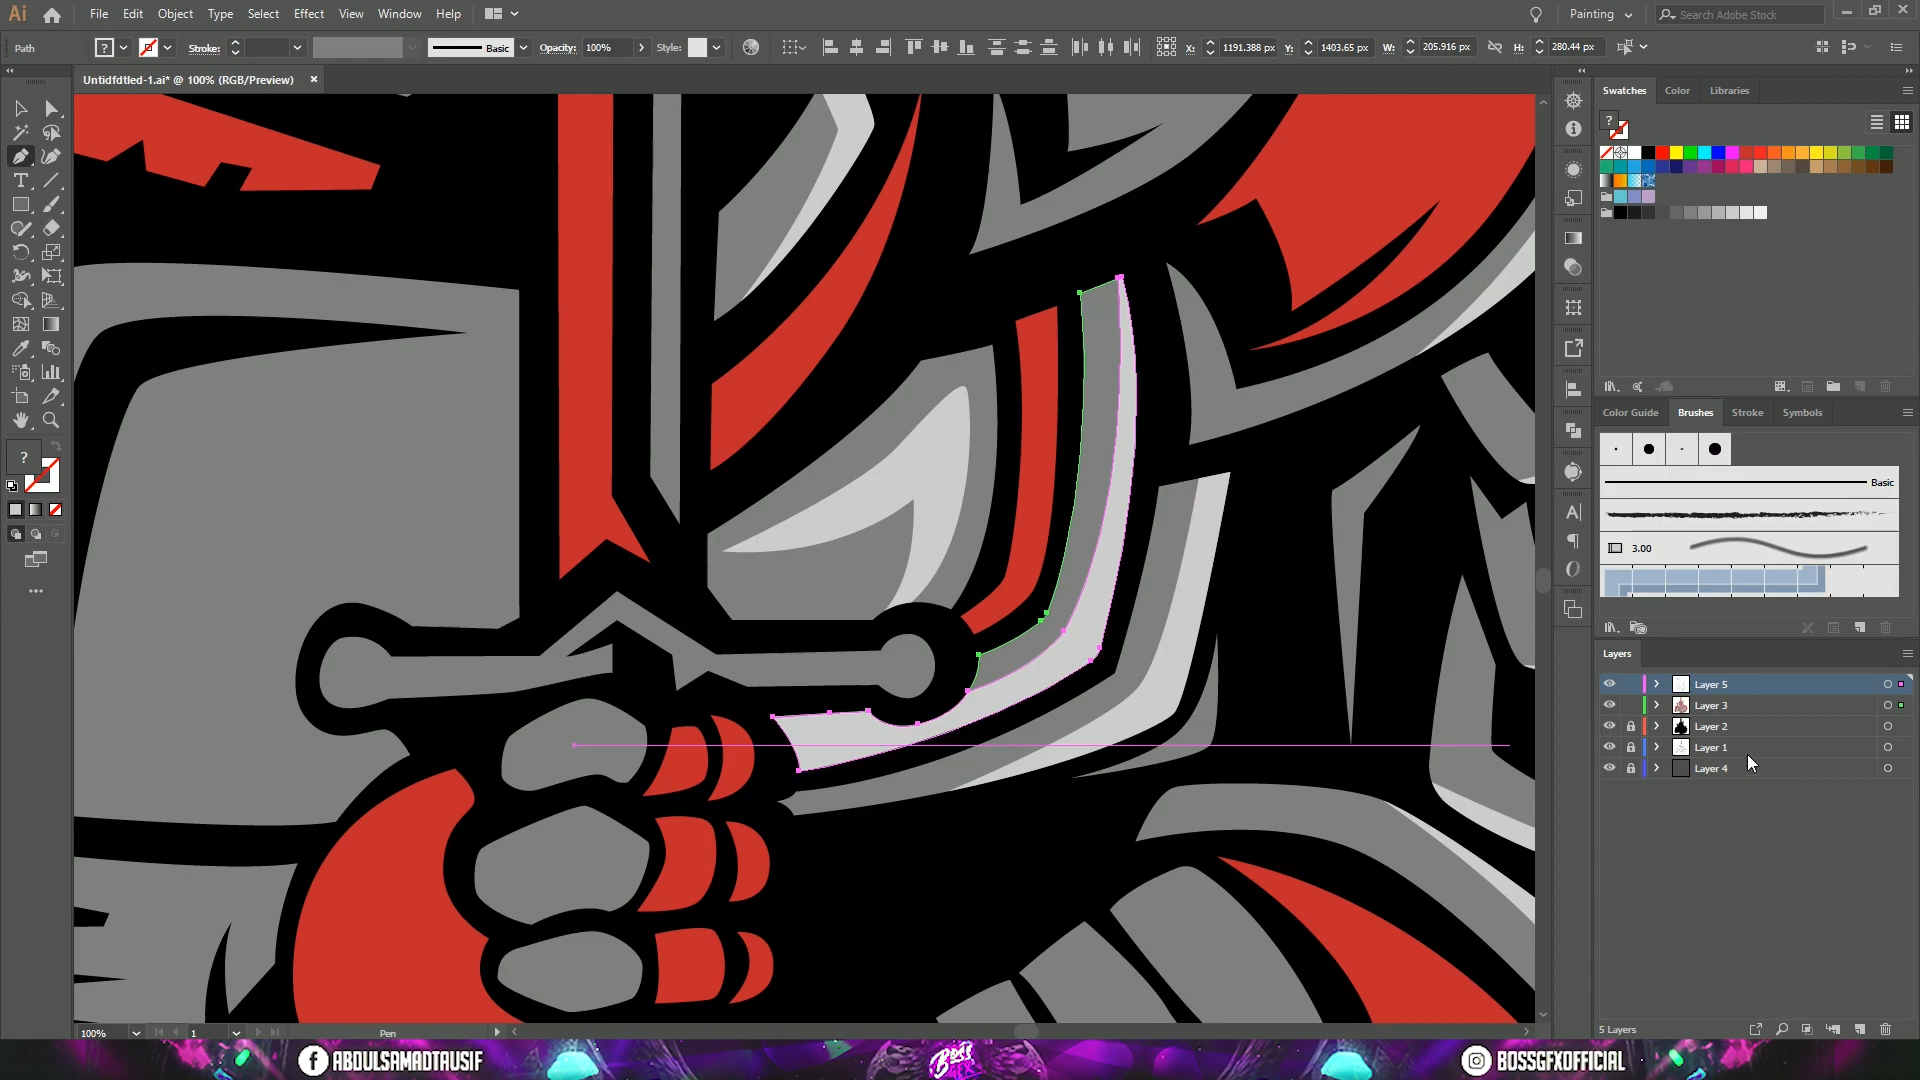 Ai File Edit Object Type Select Effect View Window Help Painting Search Adobe Stock
Path ? Stroke: Basic Opacity: 100% Style: X: 1191.388 px Y: 1403.65 px W: 205.916 px H: 280.44 px
Untidfdtled-1.ai* @ 100% (RGB/Preview) ×
Swatches Color Libraries
?
Color Guide Brushes Stroke Symbols
Basic
3.00
?
Layers
Layer 5
Layer 3
Layer 2
Layer 1
Layer 4
5 Layers
100% 1 Pen
ABDULSAMADTAUSIF
BOSS
GFX
BOSSGFXOFFICIAL